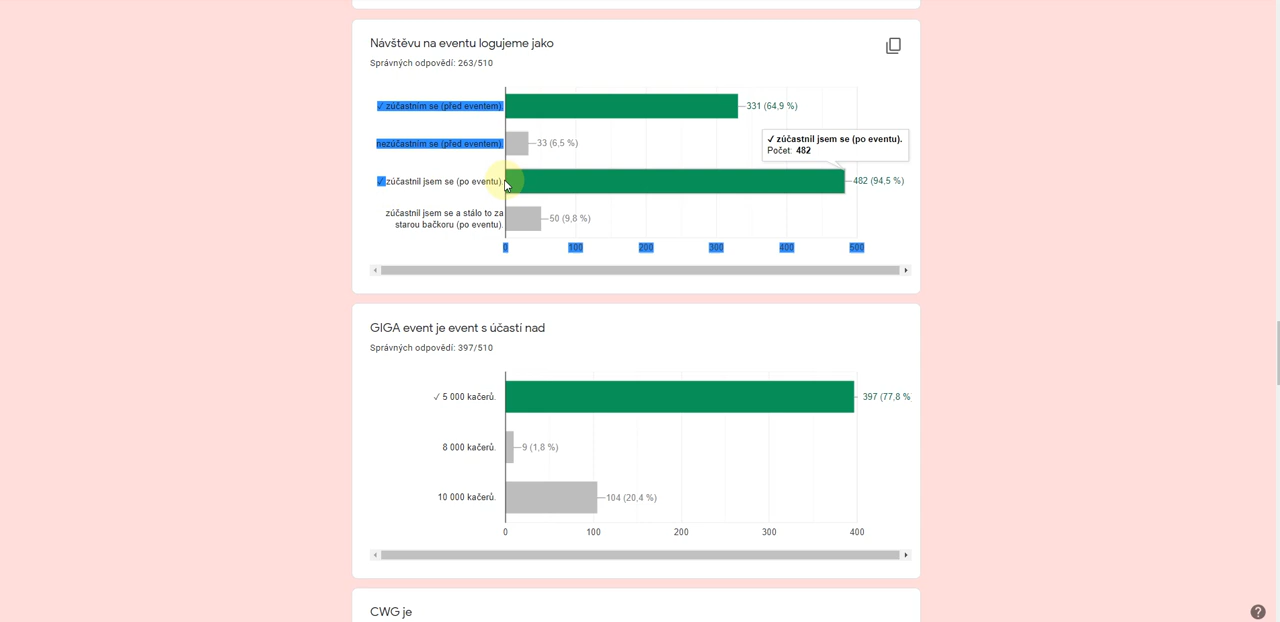 Návštěvu na eventu logujeme jako
Správných odpovědí: 263/510
✓ zúčastním se (před eventem).
331 (64,9 %)
nezúčastním se (před eventem).
33 (6,5 %)
✓ zúčastnil jsem se (po eventu).
Počet: 482
✓ zúčastnil jsem se (po eventu).
482 (94,5 %)
zúčastnil jsem se a stálo to za
starou bačkoru (po eventu).
50 (9,8 %)
0 100 200 300 400 500
GIGA event je event s účastí nad
Správných odpovědí: 397/510
✓ 5 000 kačerů.
397 (77,8 %
8 000 kačerů.
9 (1,8 %)
10 000 kačerů.
104 (20,4 %)
0 100 200 300 400
CWG je